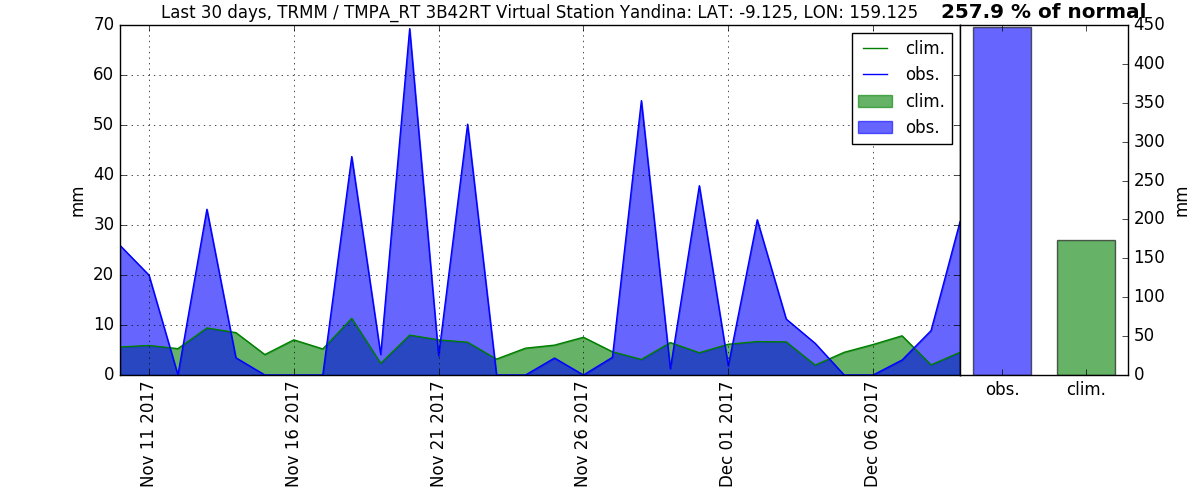 Last 30 days, TRMM / TMPA_RT 3B42RT Virtual Station Yandina: LAT: -9.125, LON: 159.125
257.9 % of normal
70
60
50
40
30
20
10
0
mm
clim.
obs.
clim.
obs.
450
400
350
300
250
200
150
100
50
0
mm
Nov 11 2017
Nov 16 2017
Nov 21 2017
Nov 26 2017
Dec 01 2017
Dec 06 2017
obs.
clim.